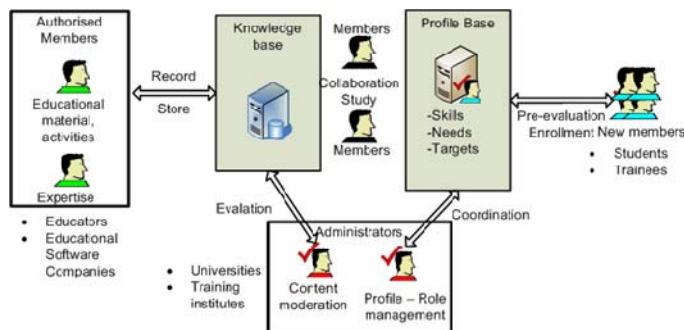 Authorised
Members
Educational
material,
activities
Expertise
• Educators
• Educational
Software
Companies
Record
Store
Knowledge
base
Members
Collaboration
Study
Members
Profile Base
-Skills
-Needs
-Targets
Pre-evaluation
Enrollment
New members
• Students
• Trainees
Evalation
Coordination
• Universities
• Training
institutes
Administrators
Content
moderation
Profile – Role
management